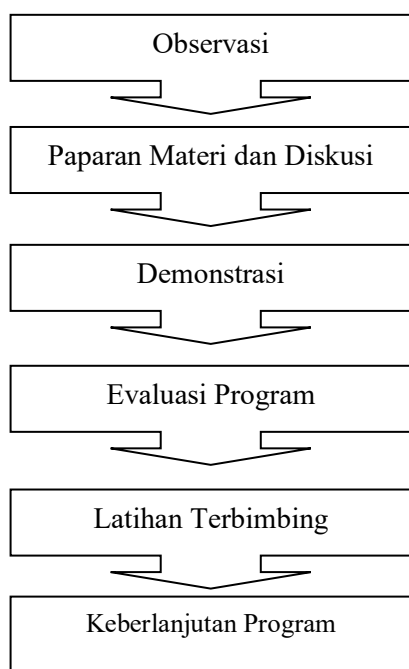 Observasi
Paparan Materi dan Diskusi
Demonstrasi
Evaluasi Program
Latihan Terbimbing
Keberlanjutan Program